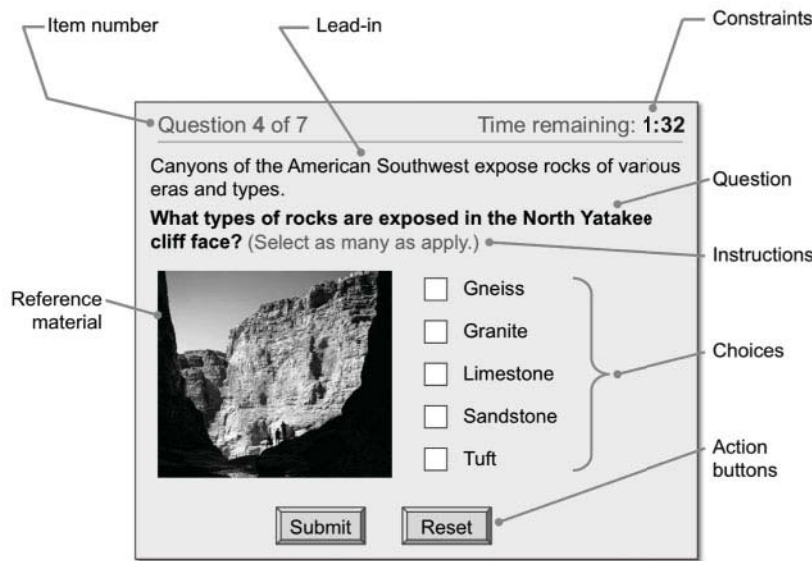 Item number
Lead-in
Constraints
Question 4 of 7
Time remaining: 1:32
Canyons of the American Southwest expose rocks of various
eras and types.
Question
What types of rocks are exposed in the North Yatakee
cliff face? (Select as many as apply.)
Instructions
Reference
material
Gneiss
Granite
Limestone
Sandstone
Tuft
Choices
Action
buttons
Submit
Reset